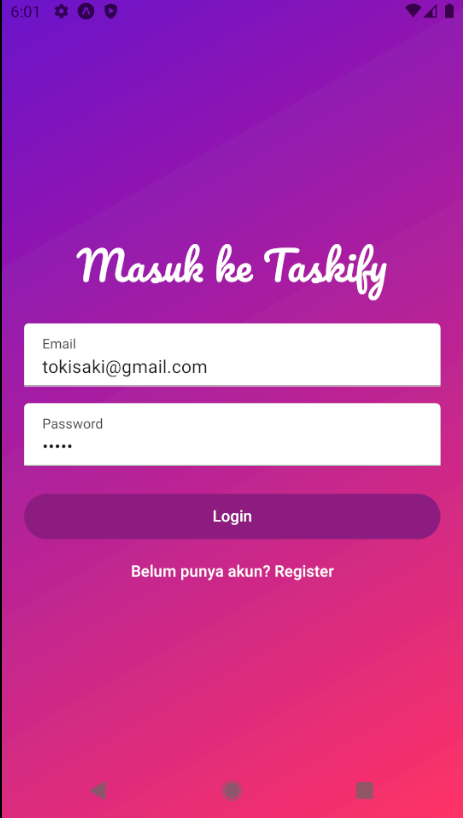 6:01
Masuk ke Taskify
Email
tokisaki@gmail.com
Password
•••••
Login
Belum punya akun? Register